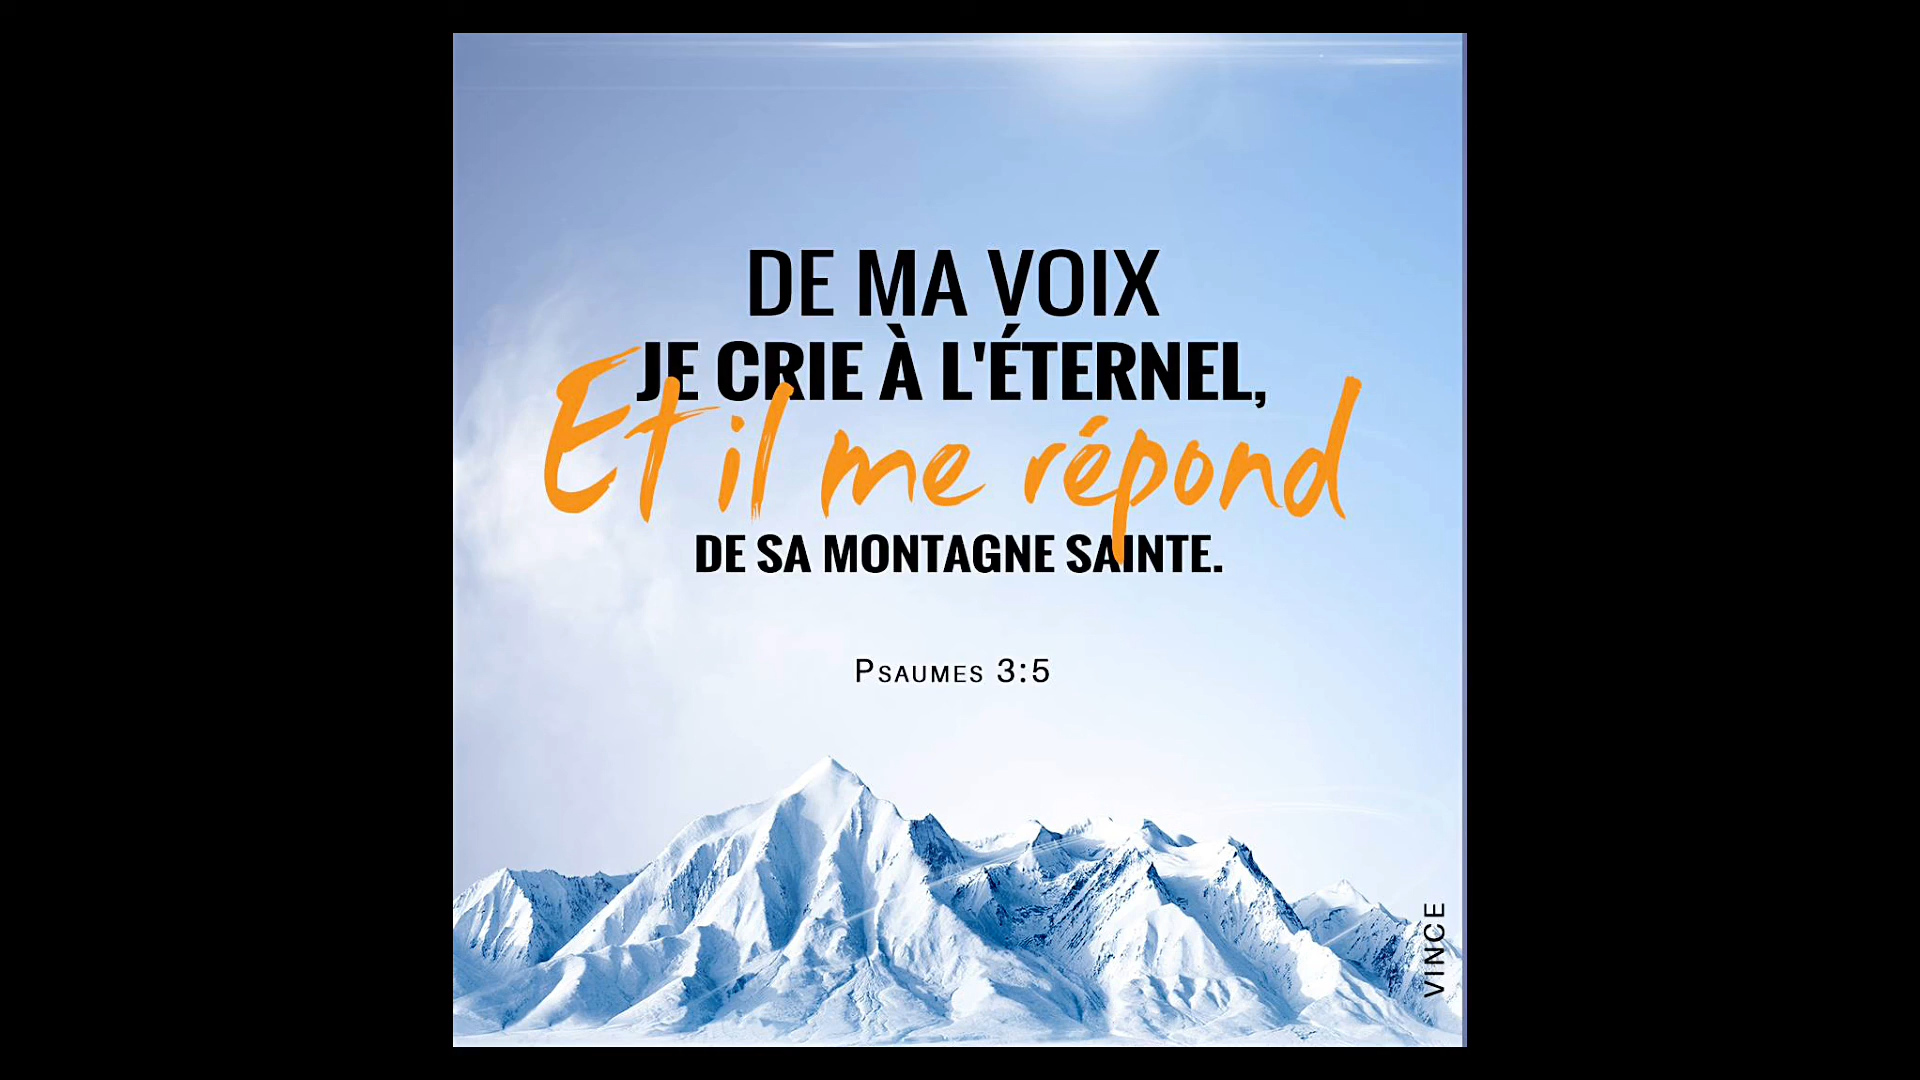 DE MA VOIX
JE CRIE À L'ÉTERNEL,
Et il me répond
DE SA MONTAGNE SAINTE.
PSAUMES 3:5
VINCE